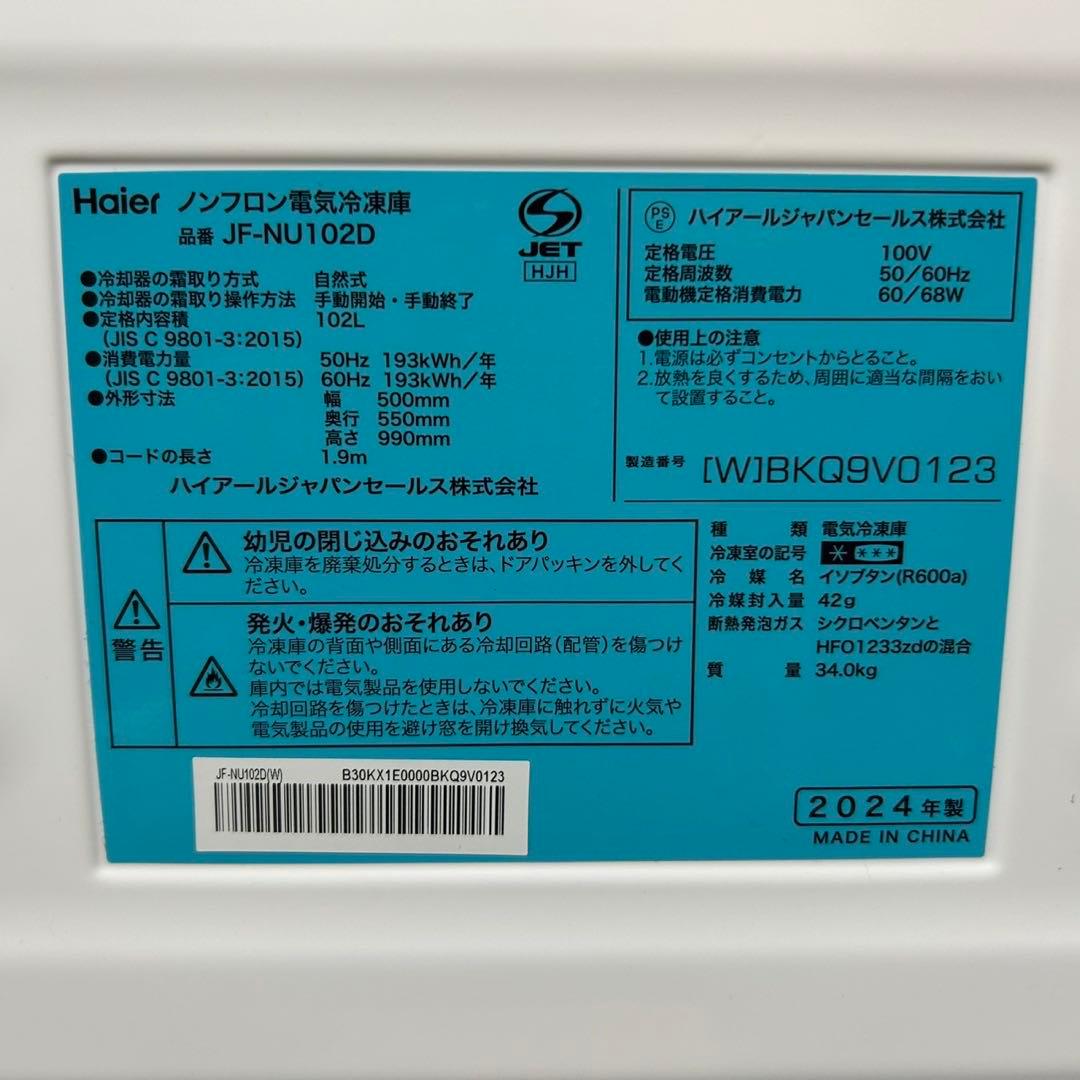 Haier ノンフロン電気冷凍庫
品番 JF-NU102D
●冷却器の霜取り方式 自然式
●冷却器の霜取り操作方法 手動開始・手動終了
●定格内容積 102L
(JIS C 9801-3:2015)
●消費電力量 50Hz 193kWh/年
(JIS C 9801-3:2015) 60Hz 193kWh/年
●外形寸法 幅 500mm
奥行 550mm
高さ 990mm
●コードの長さ 1.9m
ハイアールジャパンセールス株式会社
JET
HJH
PSE ハイアールジャパンセールス株式会社
定格電圧 100V
定格周波数 50/60Hz
電動機定格消費電力 60/68W
●使用上の注意
1.電源は必ずコンセントからとること。
2.放熱を良くするため、周囲に適当な間隔をおい
て設置すること。
製造番号 [W]BKQ9V0123
警告
幼児の閉じ込みのおそれあり
冷凍庫を廃棄処分するときは、ドアパッキンを外してく
ださい。
発火・爆発のおそれあり
冷凍庫の背面や側面にある冷却回路(配管)を傷つけ
ないでください。
庫内では電気製品を使用しないでください。
冷却回路を傷つけたときは、冷凍庫に触れずに火気や
電気製品の使用を避け窓を開け換気してください。
種類 電気冷凍庫
冷凍室の記号 * ***
冷媒名 イソブタン(R600a)
冷媒封入量 42g
断熱発泡ガス シクロペンタンと
HFO1233zdの混合
質量 34.0kg
JF-NU102D(W) B30KX1E0000BKQ9V0123
2024年製
MADE IN CHINA